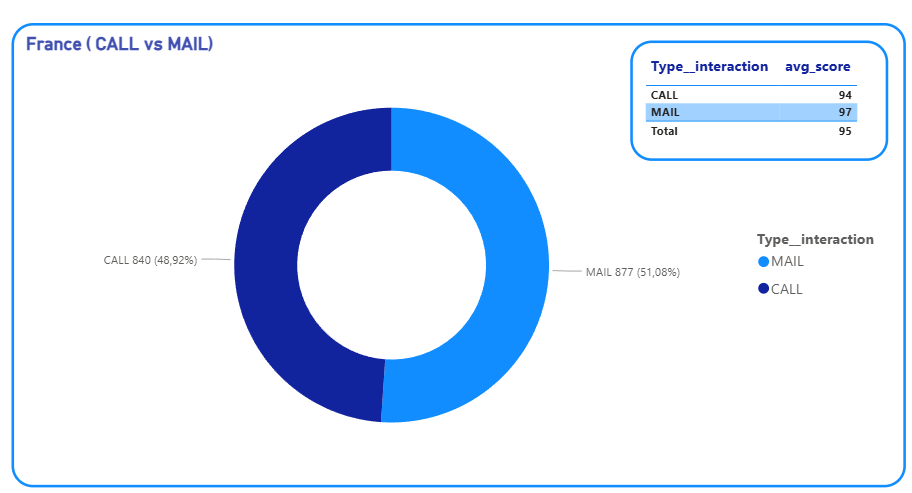 France ( CALL vs MAIL)
Type__interaction avg_score
CALL 94
MAIL 97
Total 95
CALL 840 (48,92%)
MAIL 877 (51,08%)
Type__interaction
MAIL
CALL